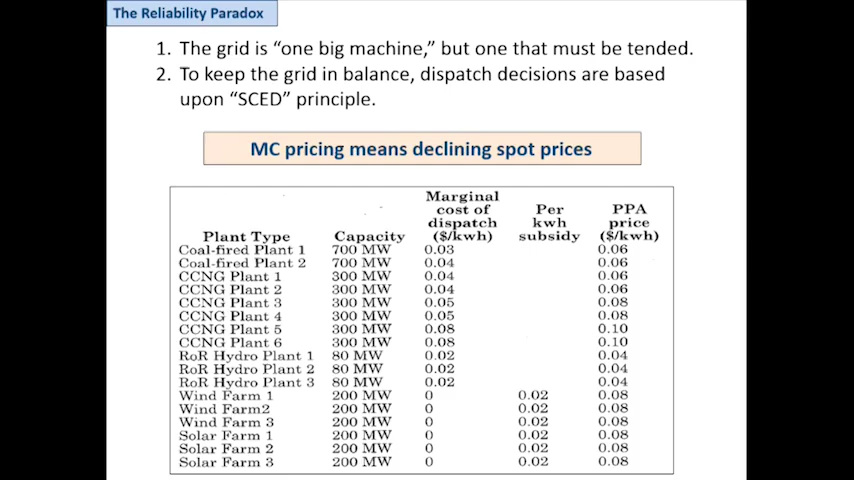 The Reliability Paradox
1. The grid is “one big machine,” but one that must be tended.
2. To keep the grid in balance, dispatch decisions are based
upon “SCED” principle.
MC pricing means declining spot prices
Marginal
cost of Per PPA
dispatch kwh price
Plant Type Capacity ($/kwh) subsidy ($/kwh)
Coal-fired Plant 1 700 MW 0.03 0.06
Coal-fired Plant 2 700 MW 0.04 0.06
CCNG Plant 1 300 MW 0.04 0.06
CCNG Plant 2 300 MW 0.04 0.06
CCNG Plant 3 300 MW 0.05 0.08
CCNG Plant 4 300 MW 0.05 0.08
CCNG Plant 5 300 MW 0.08 0.10
CCNG Plant 6 300 MW 0.08 0.10
RoR Hydro Plant 1 80 MW 0.02 0.04
RoR Hydro Plant 2 80 MW 0.02 0.04
RoR Hydro Plant 3 80 MW 0.02 0.04
Wind Farm 1 200 MW 0 0.02 0.08
Wind Farm2 200 MW 0 0.02 0.08
Wind Farm 3 200 MW 0 0.02 0.08
Solar Farm 1 200 MW 0 0.02 0.08
Solar Farm 2 200 MW 0 0.02 0.08
Solar Farm 3 200 MW 0 0.02 0.08